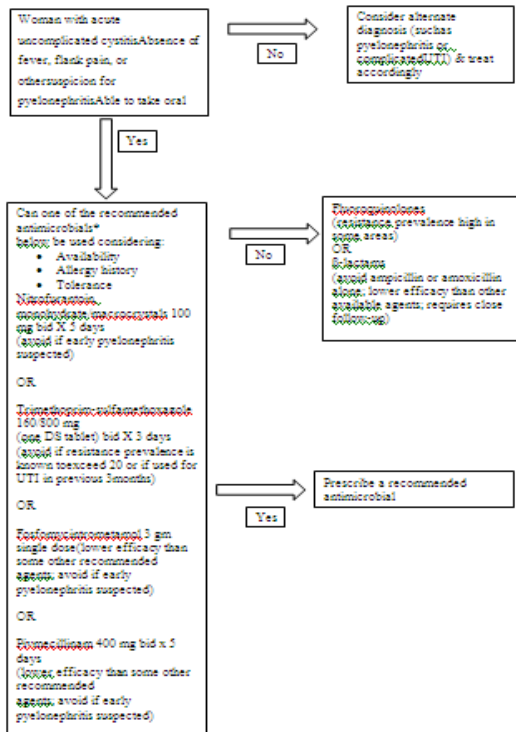 Woman with acute
uncomplicated cystitisAbsence of
fever, flank pain, or
othersuspicion for
pyelonephritisAble to take oral
No
Consider alternate
diagnosis (suchas
pyelonephritis or
complicatedUTI) & treat
accordingly
Yes
Can one of the recommended
antimicrobials*
below be used considering:
• Availability
• Allergy history
• Tolerance
Nitrofurantoin
monohydrate/macrocrystals 100
mg bid X 5 days
(avoid if early pyelonephritis
suspected)
OR
Trimethoprim-sulfamethoxazole
160/800 mg
(one DS tablet) bid X 3 days
(avoid if resistance prevalence is
known toexceed 20 or if used for
UTI in previous 3months)
OR
Fosfomycintrometamol 3 gm
single dose(lower efficacy than
some other recommended
agents; avoid if early
pyelonephritis suspected)
OR
Pivmecillinam 400 mg bid x 5
days
(lower efficacy than some other
recommended
agents; avoid if early
pyelonephritis suspected)
No
Fluoroquinolones
(resistance prevalence high in
some areas)
OR
β-lactams
(avoid ampicillin or amoxicillin
alone; lower efficacy than other
available agents; requires close
follow-up)
Yes
Prescribe a recommended
antimicrobial